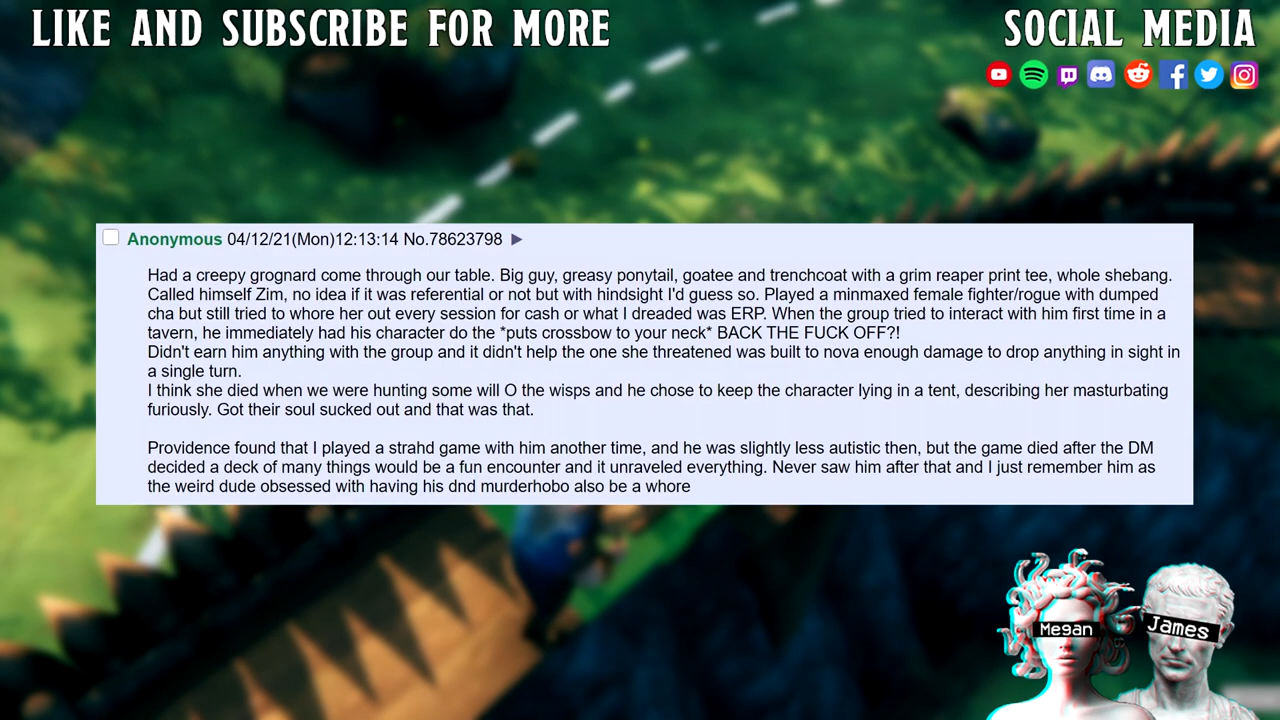 LIKE AND SUBSCRIBE FOR MORE
SOCIAL MEDIA
Anonymous 04/12/21(Mon)12:13:14 No.78623798
Had a creepy grognard come through our table. Big guy, greasy ponytail, goatee and trenchcoat with a grim reaper print tee, whole shebang.
Called himself Zim, no idea if it was referential or not but with hindsight I'd guess so. Played a minmaxed female fighter/rogue with dumped
cha but still tried to whore her out every session for cash or what I dreaded was ERP. When the group tried to interact with him first time in a
tavern, he immediately had his character do the *puts crossbow to your neck* BACK THE FUCK OFF?!
Didn't earn him anything with the group and it didn't help the one she threatened was built to nova enough damage to drop anything in sight in
a single turn.
I think she died when we were hunting some will O the wisps and he chose to keep the character lying in a tent, describing her masturbating
furiously. Got their soul sucked out and that was that.
Providence found that I played a strahd game with him another time, and he was slightly less autistic then, but the game died after the DM
decided a deck of many things would be a fun encounter and it unraveled everything. Never saw him after that and I just remember him as
the weird dude obsessed with having his dnd murderhobo also be a whore
Megan
James